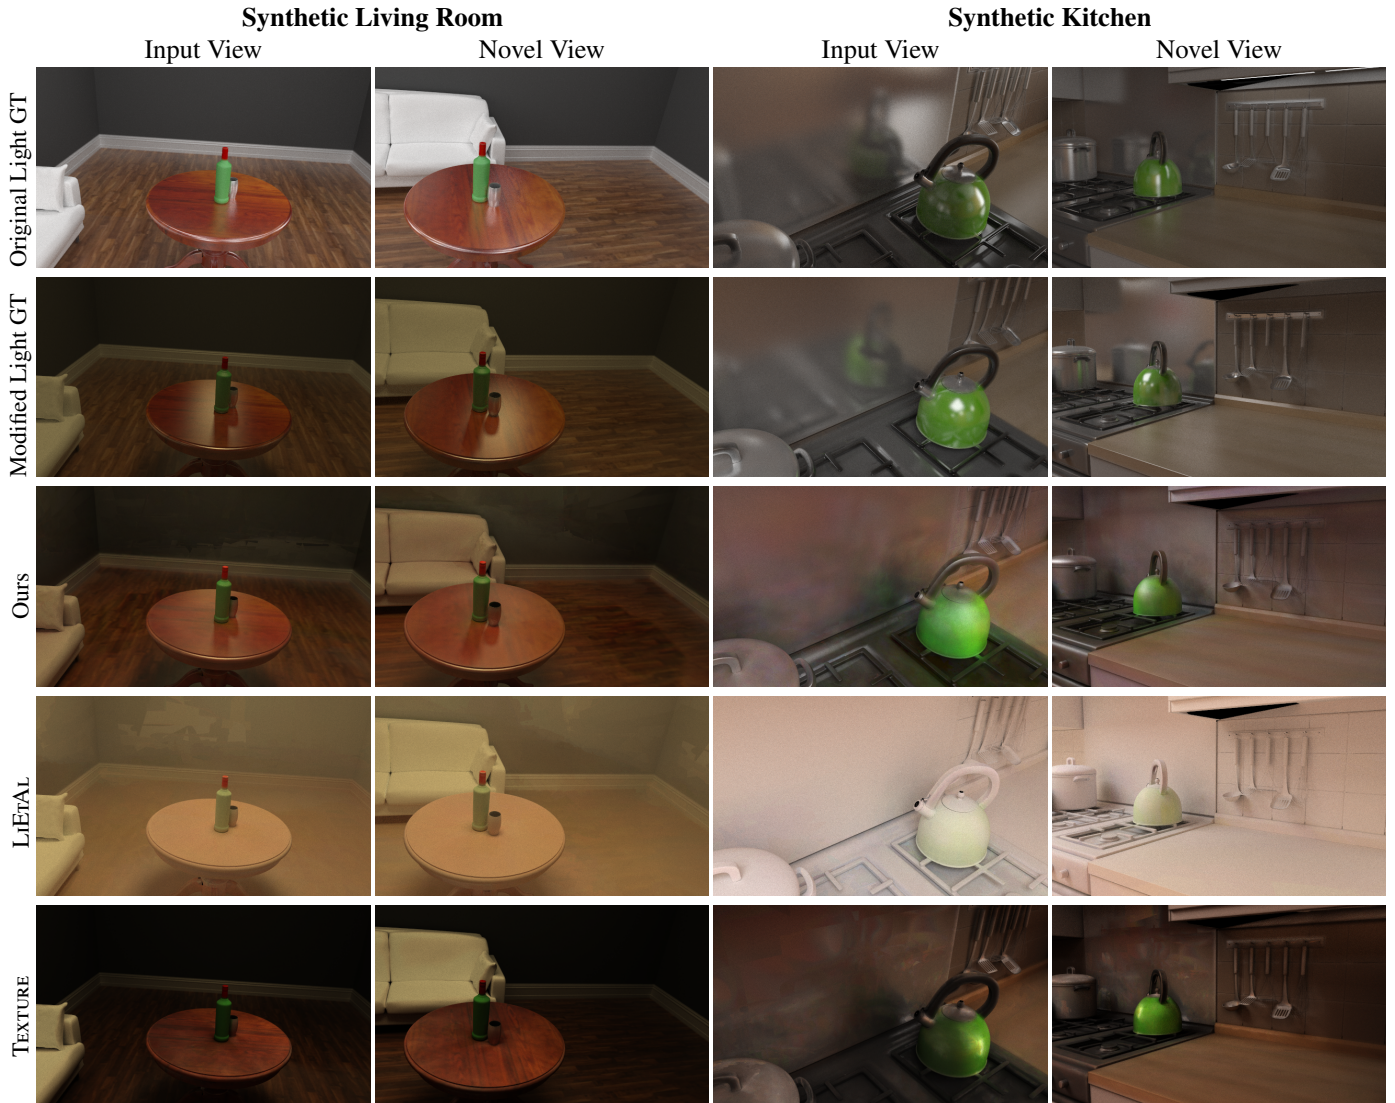 Synthetic Living Room
Synthetic Kitchen
Input View
Novel View
Input View
Novel View
Original Light GT
Modified Light GT
Ours
LiEtAl
Texture